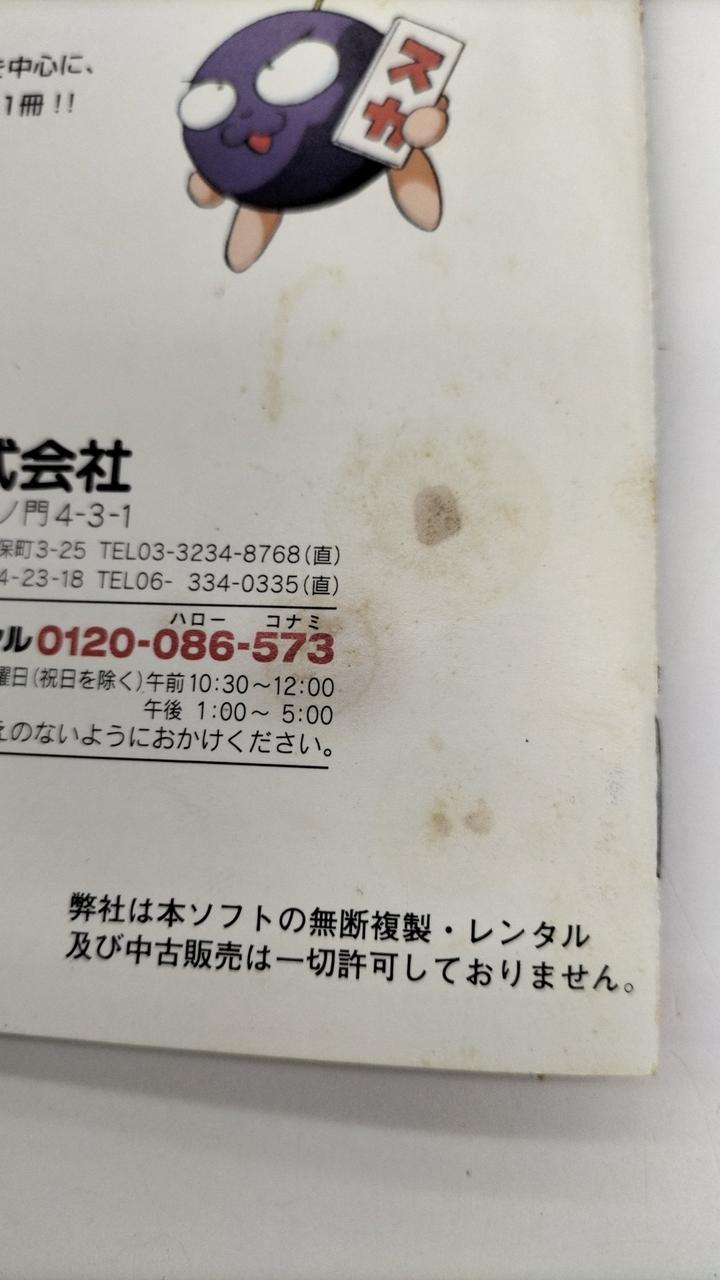 を中心に、
1冊!!
スカ
式会社
ノ門4-3-1
保町3-25 TEL03-3234-8768(直)
4-23-18 TEL06- 334-0335(直)
ハロー コナミ
ル0120-086-573
曜日(祝日を除く)午前10:30〜12:00
午後 1:00〜 5:00
えのないようにおかけください。
弊社は本ソフトの無断複製・レンタル
及び中古販売は一切許可しておりません。